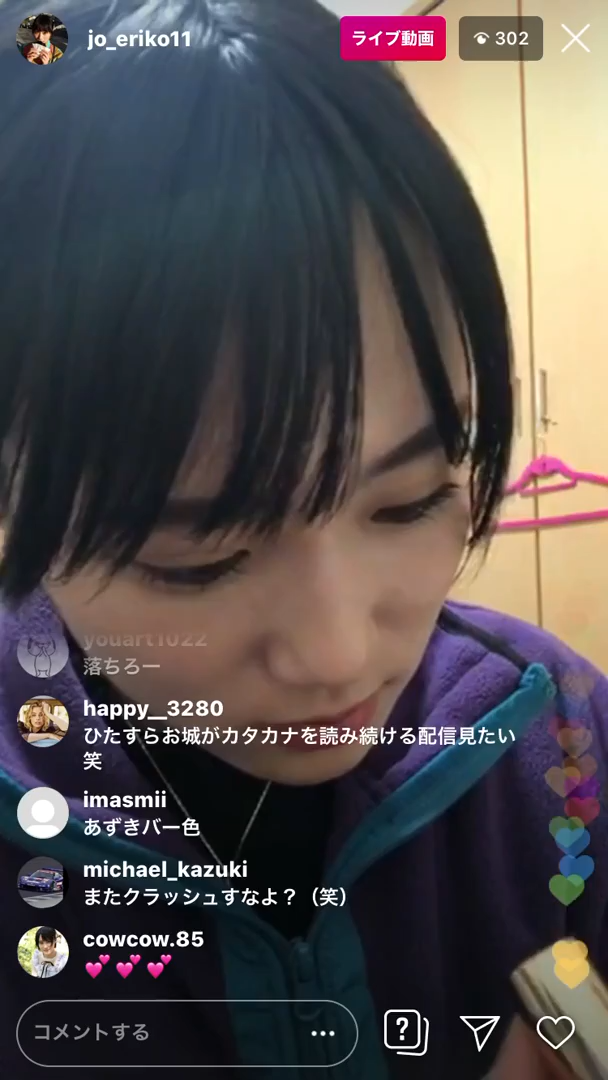 jo_eriko11
ライブ動画
302
youart1022
落ちろー
happy__3280
ひたすらお城がカタカナを読み続ける配信見たい
笑
imasmii
あずきバー色
michael_kazuki
またクラッシュすなよ？（笑）
cowcow.85
💕💕💕
コメントする